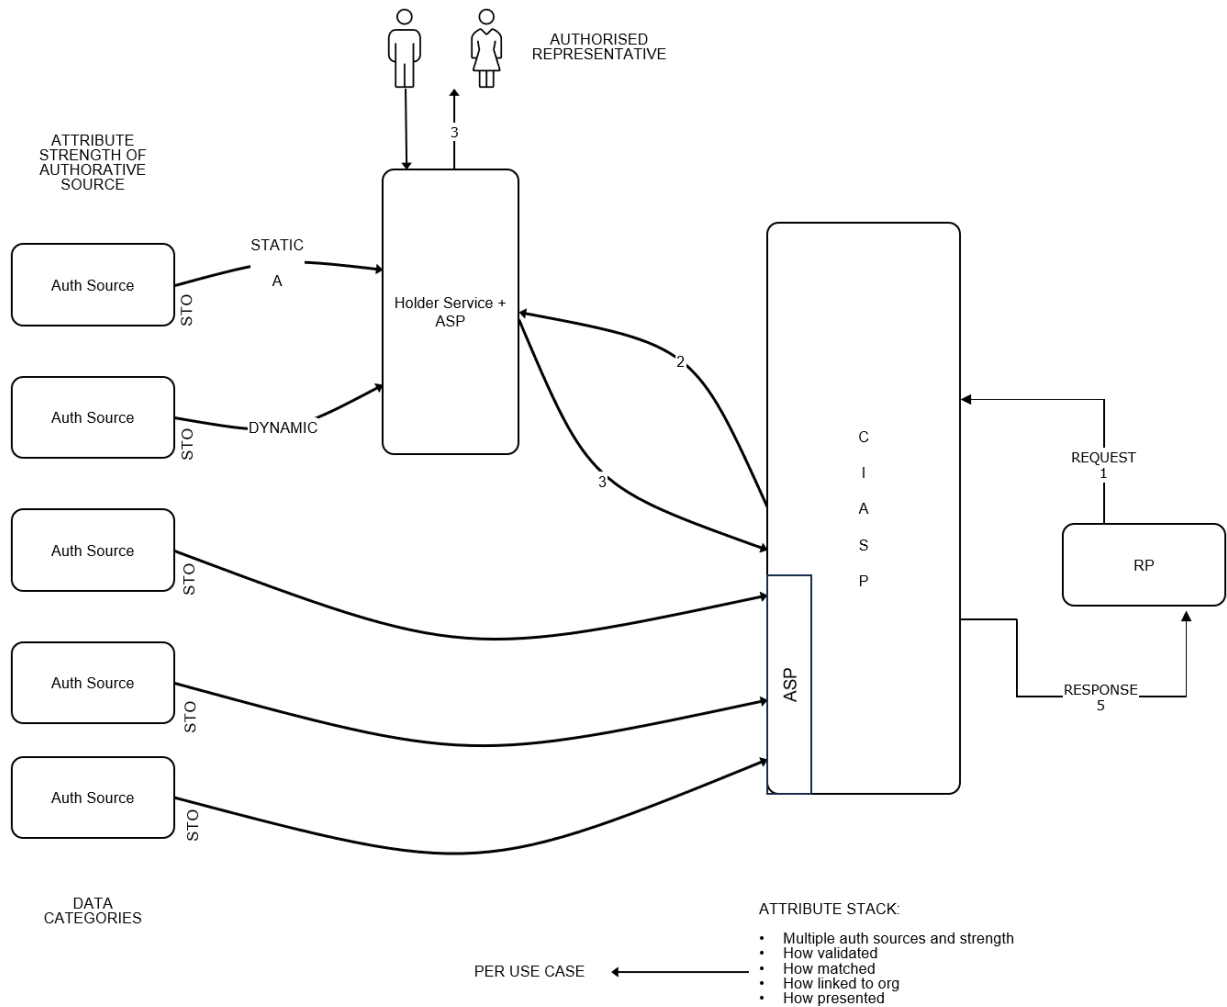 AUTHORISED
REPRESENTATIVE
3
ATTRIBUTE
STRENGTH OF
AUTHORATIVE
SOURCE
STATIC
A
Auth Source
STO
Holder Service +
ASP
2
Auth Source
STO
DYNAMIC
C
I
A
S
P
REQUEST
1
3
Auth Source
STO
RP
Auth Source
STO
ASP
RESPONSE
5
Auth Source
STO
DATA
CATEGORIES
ATTRIBUTE STACK:
• Multiple auth sources and strength
• How validated
• How matched
• How linked to org
• How presented
PER USE CASE